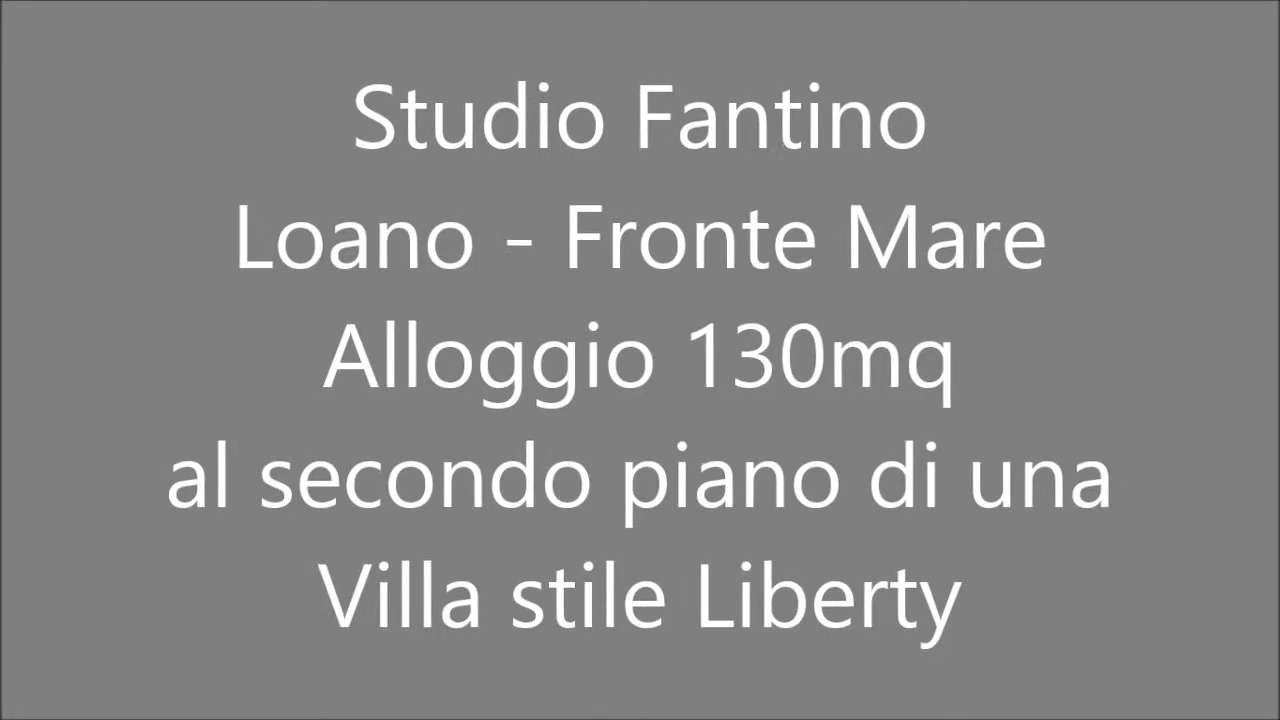 Studio Fantino
Loano - Fronte Mare
Alloggio 130mq
al secondo piano di una
Villa stile Liberty